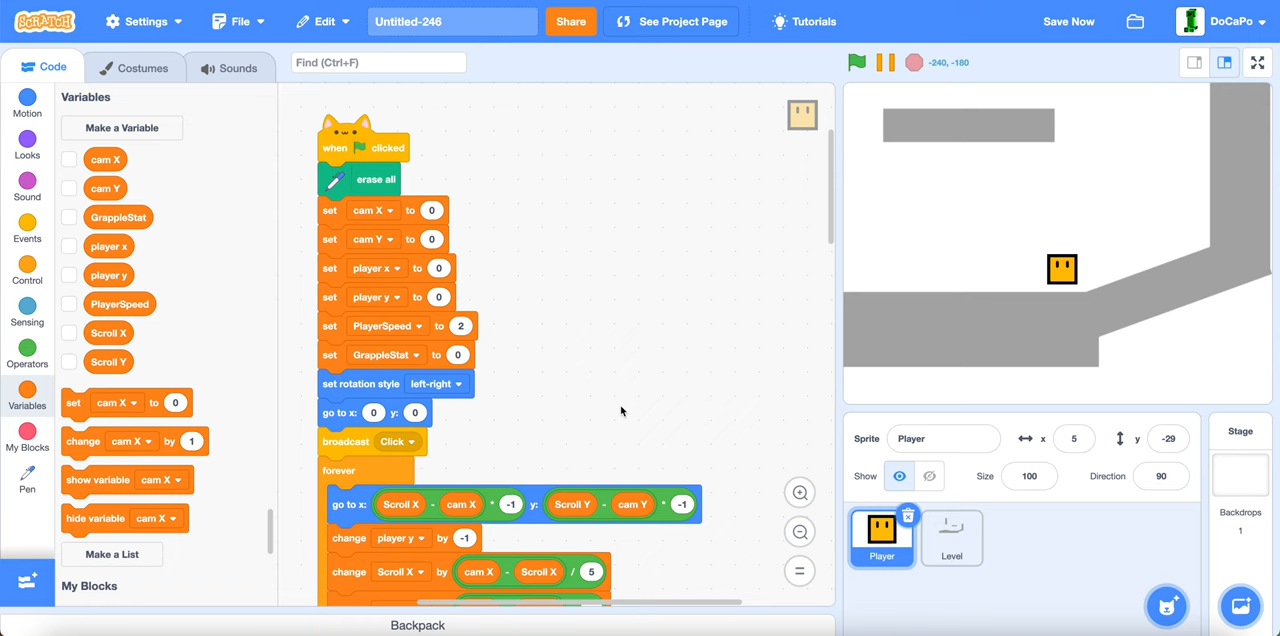 SCRATCH Settings File Edit Untitled-246 Share See Project Page Tutorials Save Now DoCaPo
Code Costumes Sounds Find (Ctrl+F) -240, -180
Motion
Looks
Sound
Events
Control
Sensing
Operators
Variables
My Blocks
Pen
Variables
Make a Variable
cam X
cam Y
GrappleStat
player x
player y
PlayerSpeed
Scroll X
Scroll Y
set cam X to 0
change cam X by 1
show variable cam X
hide variable cam X
Make a List
My Blocks
when clicked
erase all
set cam X to 0
set cam Y to 0
set player x to 0
set player y to 0
set PlayerSpeed to 2
set GrappleStat to 0
set rotation style left-right
go to x: 0 y: 0
broadcast Click
forever
go to x: Scroll X - cam X * -1 y: Scroll Y - cam Y * -1
change player y by -1
change Scroll X by cam X - Scroll X / 5
Backpack
Sprite Player x 5 y -29
Show Size 100 Direction 90
Player Level
Stage
Backdrops
1